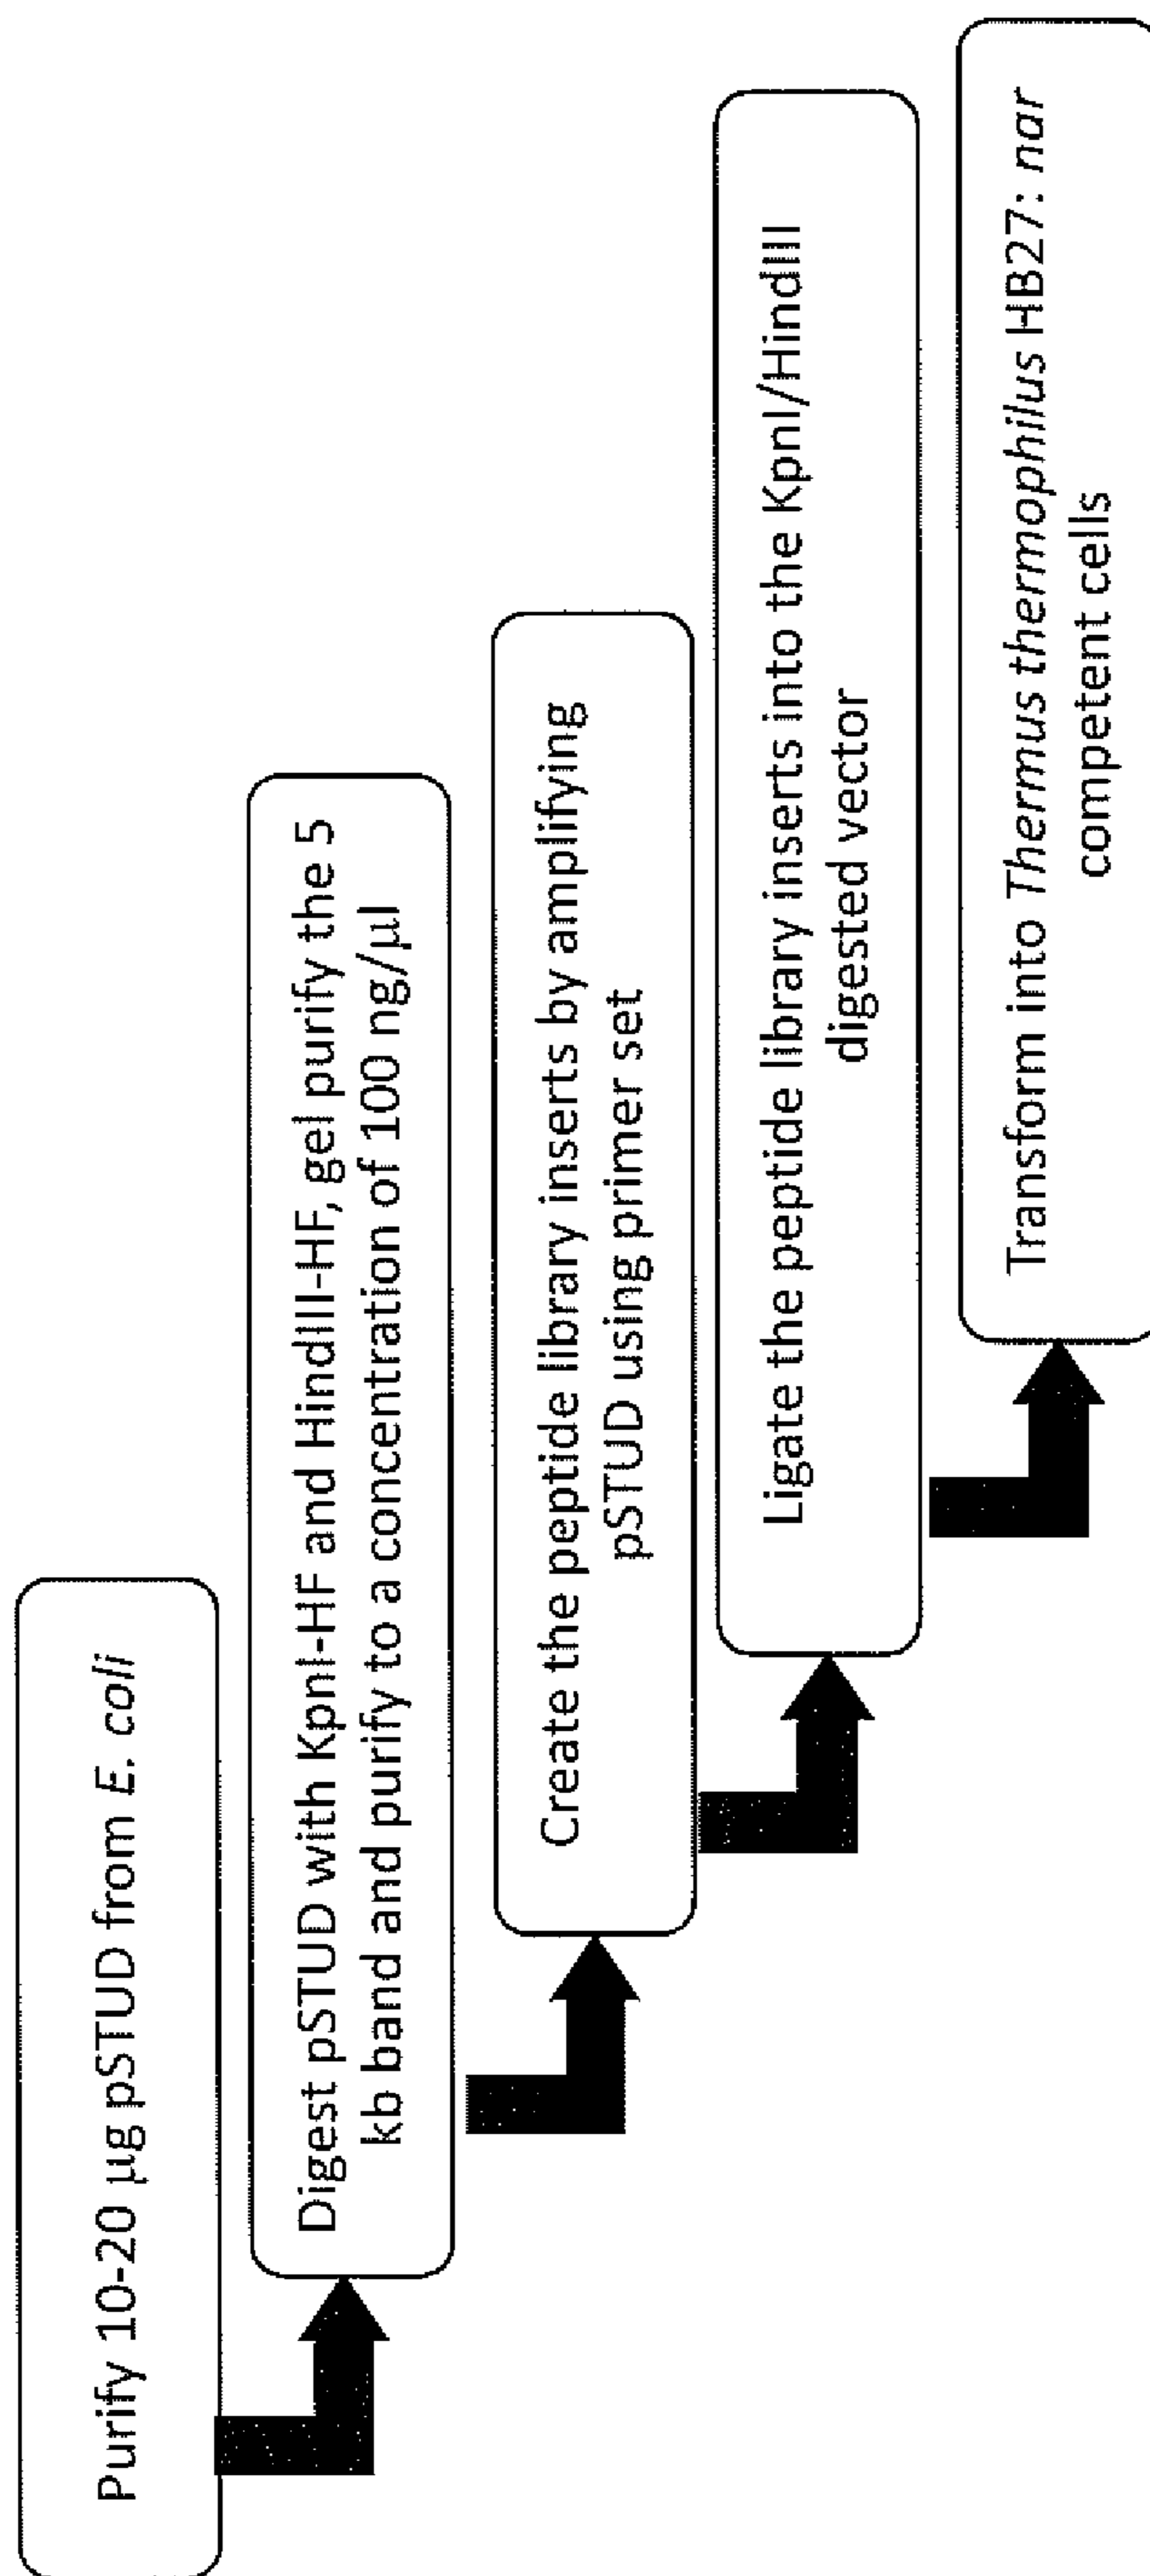 Purify 10-20 µg pSTUD from E. coli
Digest pSTUD with KpnI-HF and HindIII-HF, gel purify the 5
kb band and purify to a concentration of 100 ng/µl
Create the peptide library inserts by amplifying
pSTUD using primer set
Ligate the peptide library inserts into the KpnI/HindIII
digested vector
Transform into Thermus thermophilus HB27: nar
competent cells